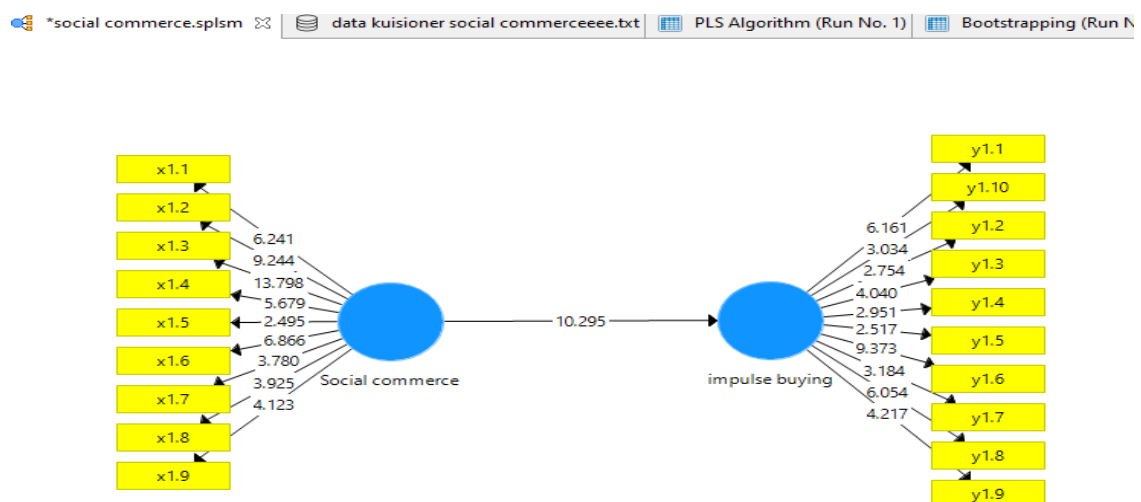 *social commerce.splsm
data kuisioner social commerceeee.txt
PLS Algorithm (Run No. 1)
Bootstrapping (Run N
x1.1
x1.2
x1.3
x1.4
x1.5
x1.6
x1.7
x1.8
x1.9
6.241
9.244
13.798
5.679
2.495
6.866
3.780
3.925
4.123
Social commerce
10.295
impulse buying
6.161
3.034
2.754
4.040
2.951
2.517
9.373
3.184
6.054
4.217
y1.1
y1.10
y1.2
y1.3
y1.4
y1.5
y1.6
y1.7
y1.8
y1.9